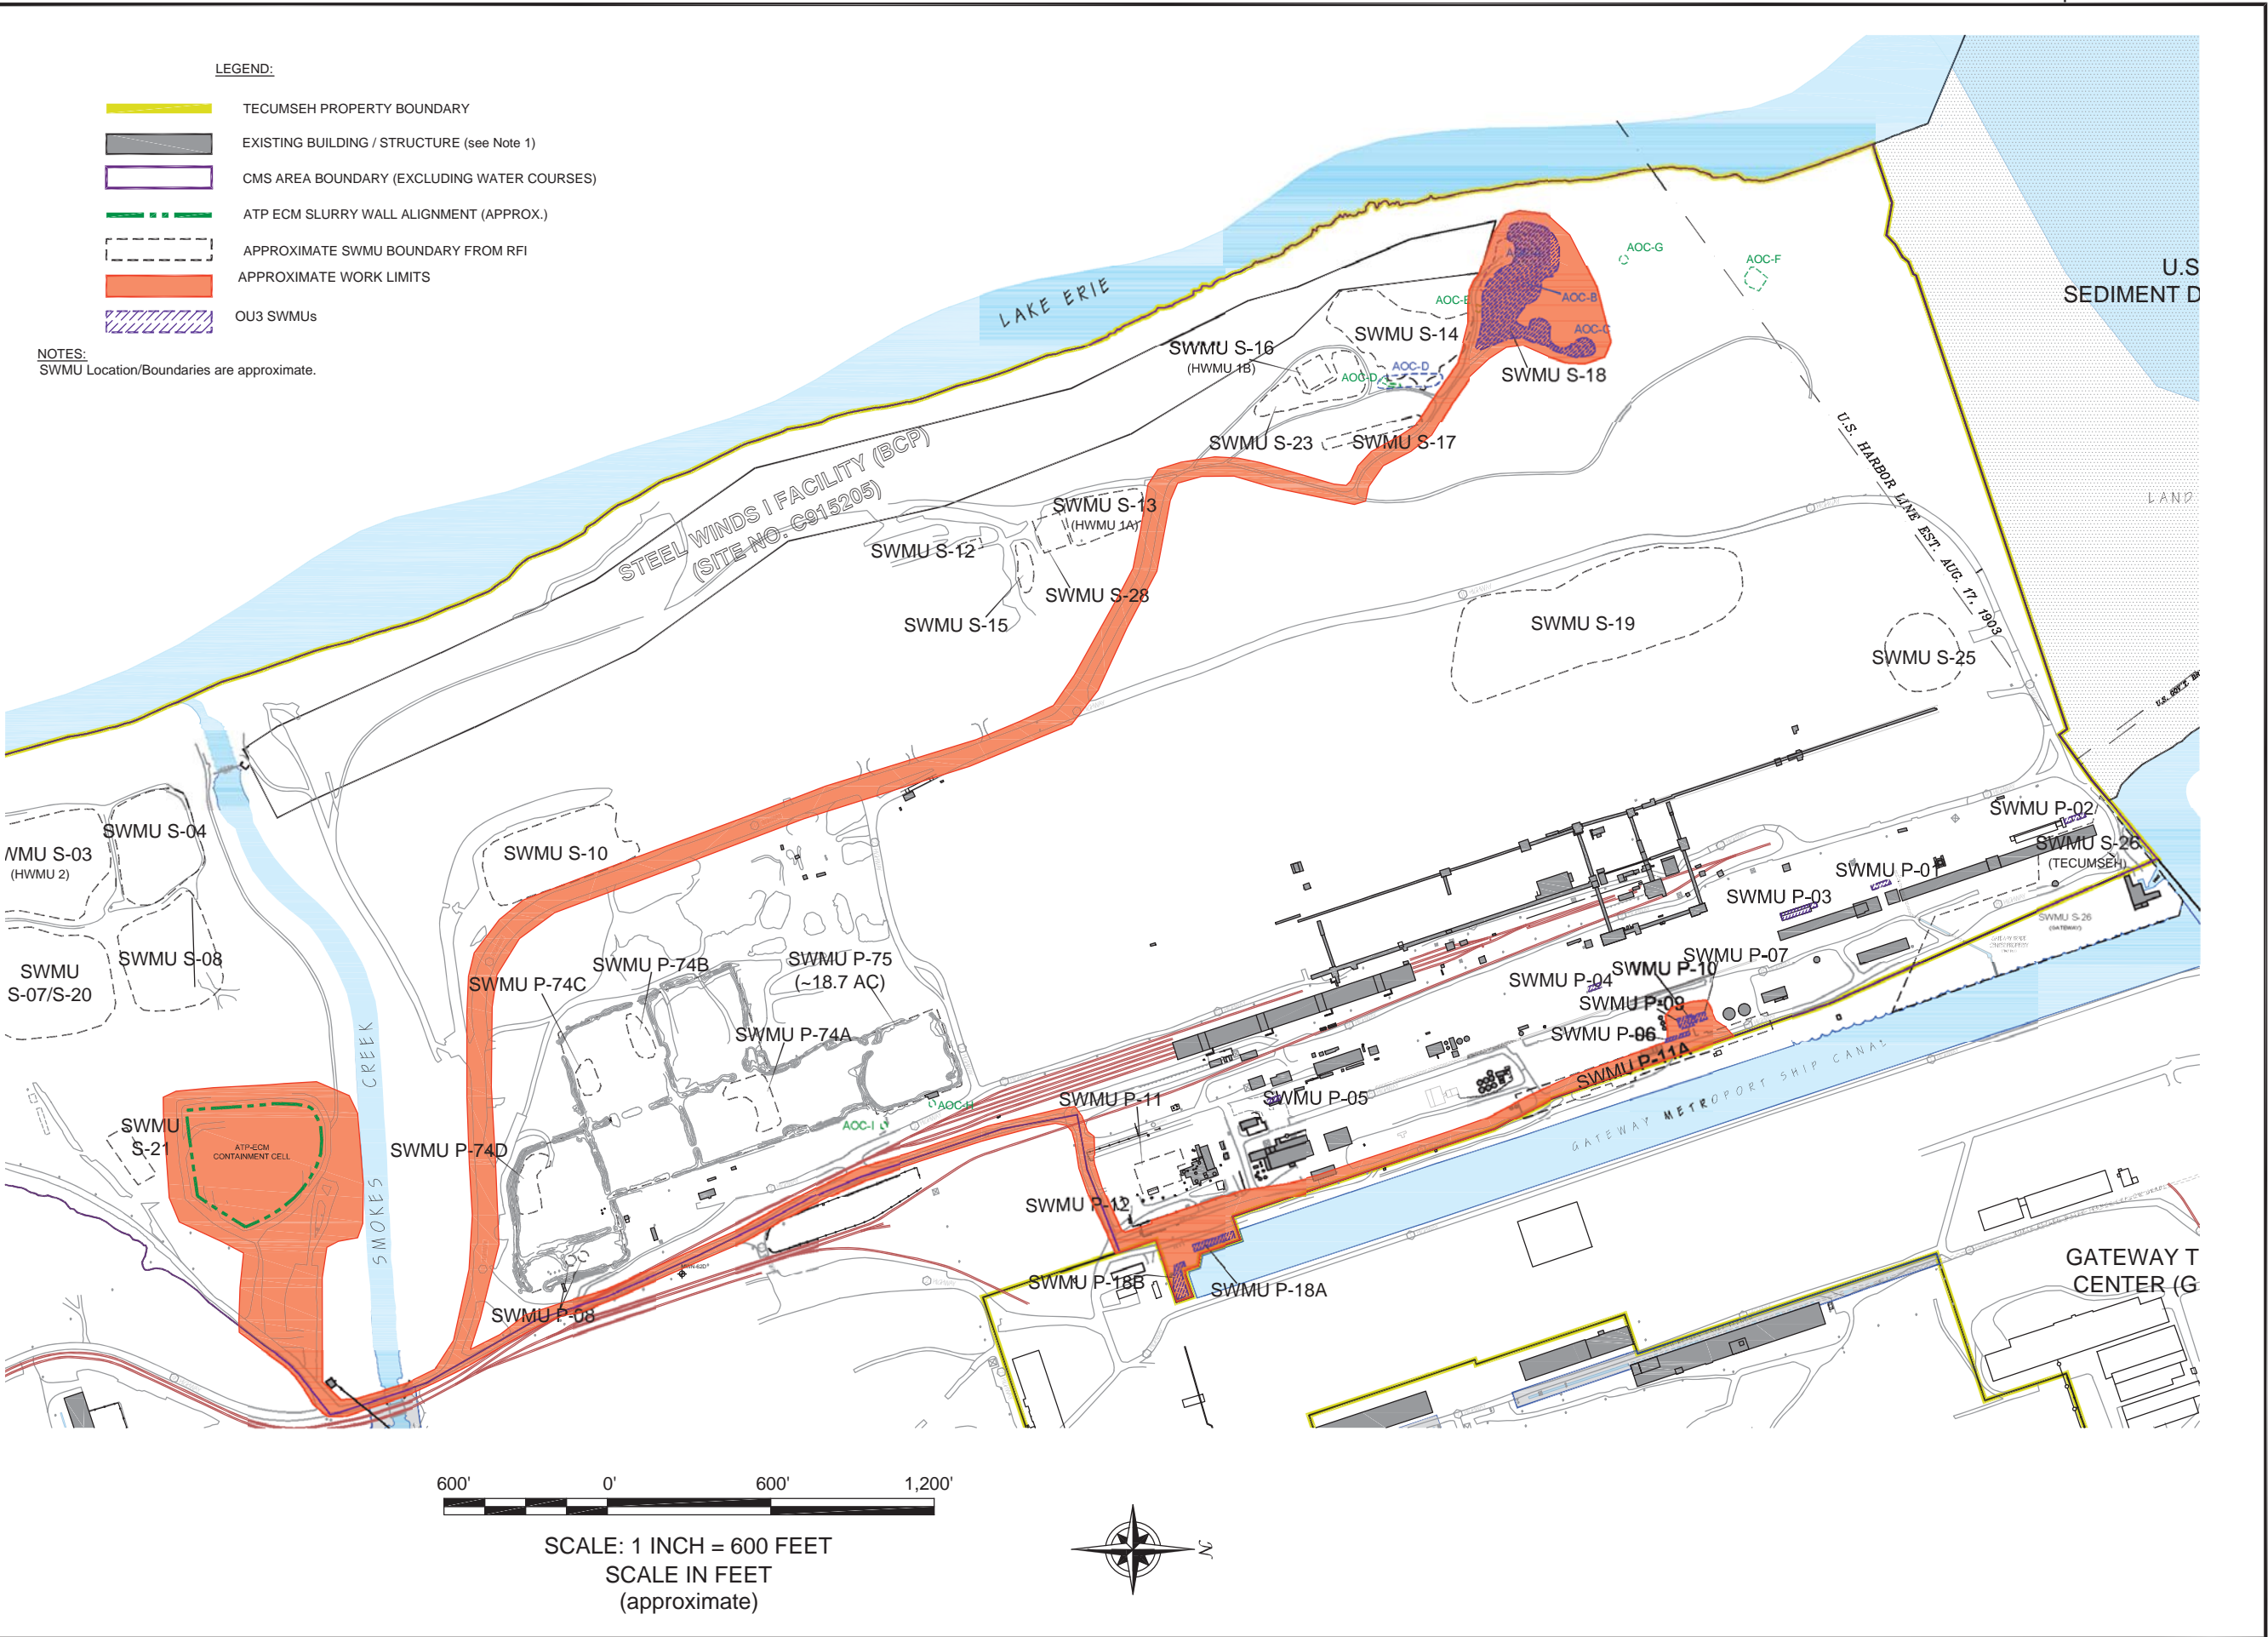 LEGEND:
TECUMSEH PROPERTY BOUNDARY
EXISTING BUILDING / STRUCTURE (see Note 1)
CMS AREA BOUNDARY (EXCLUDING WATER COURSES)
ATP ECM SLURRY WALL ALIGNMENT (APPROX.)
APPROXIMATE SWMU BOUNDARY FROM RFI
APPROXIMATE WORK LIMITS
OU3 SWMUs
NOTES:
SWMU Location/Boundaries are approximate.
LAKE ERIE
STEEL WINDS I FACILITY (BCP)
(SITE NO. C915205)
AOC-G
AOC-F
AOC-B
AOC-C
SWMU S-14
SWMU S-16
(HWMU 1B)
AOC-D
AOC-D
SWMU S-18
SWMU S-23
SWMU S-17
SWMU S-13
(HWMU 1A)
SWMU S-12
SWMU S-28
SWMU S-15
SWMU S-19
SWMU S-25
U.S. HARBOR LINE EST. AUG. 17, 1903
U.S
SEDIMENT D
LAND
SWMU S-04
WMU S-03
(HWMU 2)
SWMU S-10
SWMU S-08
SWMU
S-07/S-20
SWMU P-02
SWMU S-26
(TECUMSEH)
SWMU P-01
SWMU P-03
SWMU S-26
(GATEWAY)
SWMU P-07
SWMU P-10
SWMU P-04
SWMU P-09
SWMU P-06
SWMU P-11A
SWMU P-74C
SWMU P-74B
SWMU P-75
(~18.7 AC)
SWMU P-74A
AOC-H
AOC-I
SWMU P-11
SWMU P-05
SWMU P-74D
SWMU
S-21
ATP-ECM
CONTAINMENT CELL
SMOKES CREEK
SWMU P-12
SWMU P-18B
SWMU P-18A
SWMU P-08
GATEWAY METROPORT SHIP CANAL
GATEWAY T
CENTER (G
600' 0' 600' 1,200'
SCALE: 1 INCH = 600 FEET
SCALE IN FEET
(approximate)
N